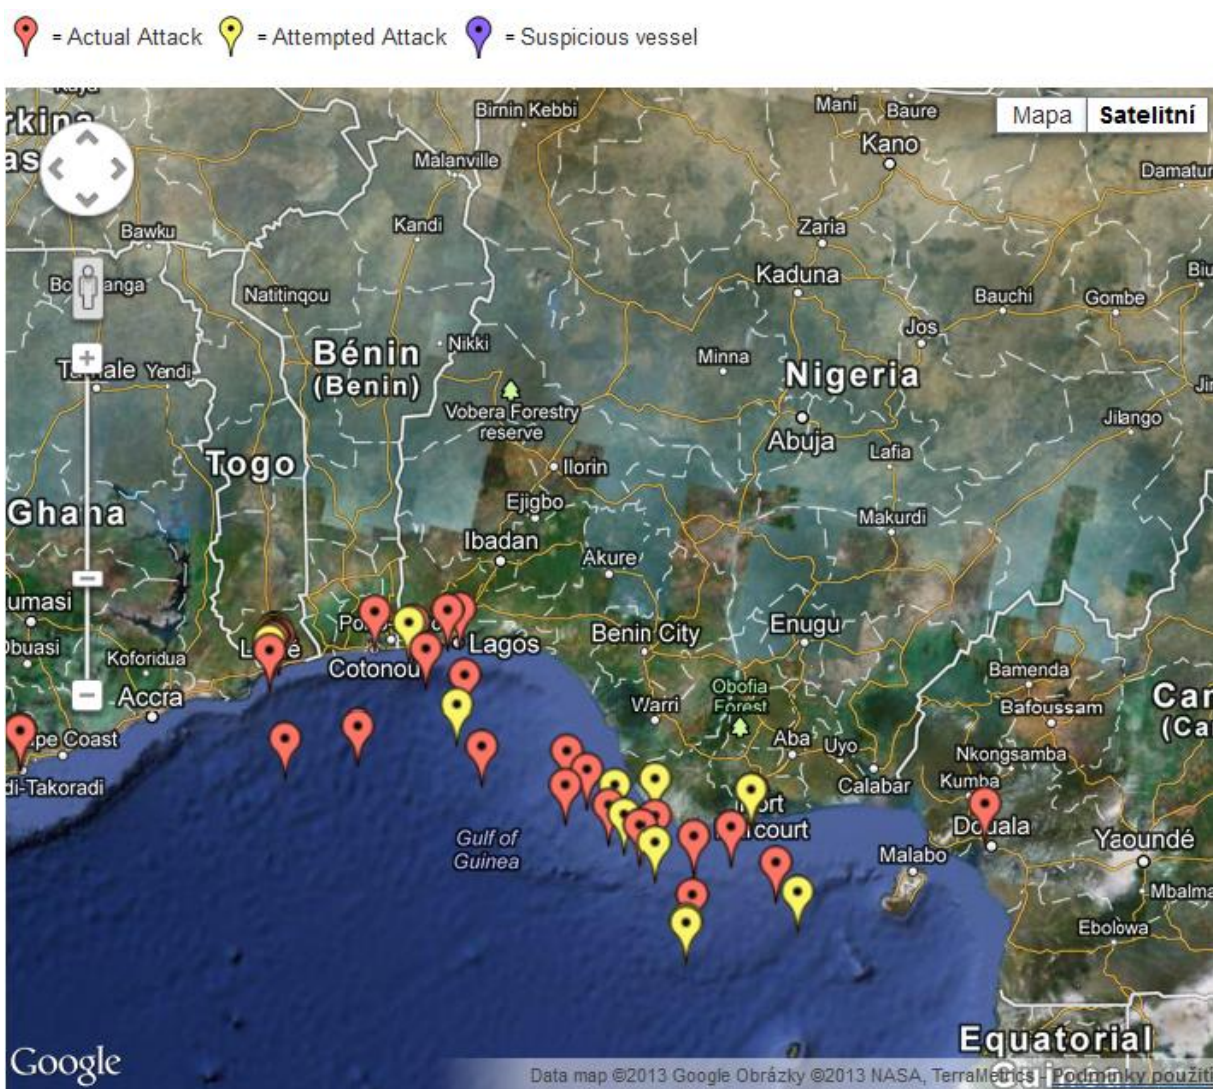 = Actual Attack = Attempted Attack = Suspicious vessel
Mapa Satelitní
Birnin Kebbi
Mani
Baure
Kano
Malanville
Damatur
Zaria
Bawku
Kandi
Kaduna
Natitingou
Bauchi
Gombe
Jos
Bénin
(Benin)
Nikki
Minna
Yendi
Nigeria
Vobera Forestry
reserve
Abuja
Jilango
Togo
Ilorin
Lafia
Ghana
Ejigbo
Makurdi
Ibadan
Akure
Benin City
Enugu
Lagos
Koforidua
Cotonou
Accra
Warri
Obofia
Forest
Bamenda
Bafoussam
Aba
Uyo
Nkongsamba
Calabar
Kumba
Gulf of
Guinea
Douala
Yaoundé
Malabo
Ebolowa
Equatorial
Google
Data map ©2013 Google Obrázky ©2013 NASA, TerraMetrics - Podmínky použití